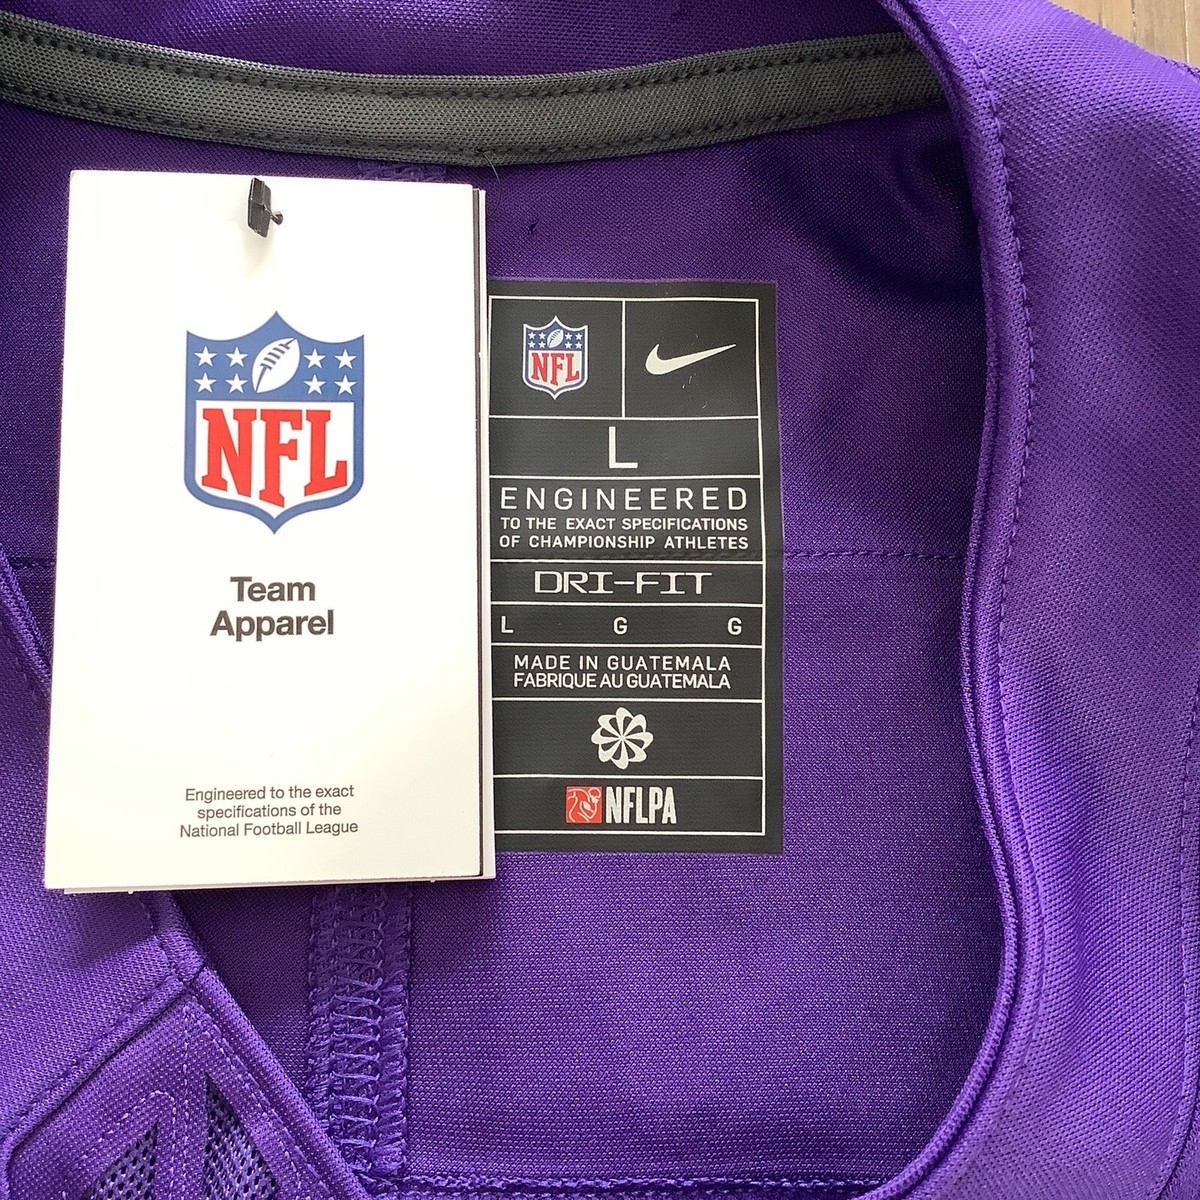 NFL
Team
Apparel
Engineered to the exact
specifications of the
National Football League
NFL
L
ENGINEERED
TO THE EXACT SPECIFICATIONS
OF CHAMPIONSHIP ATHLETES
DRI-FIT
L G G
MADE IN GUATEMALA
FABRIQUE AU GUATEMALA
NFLPA